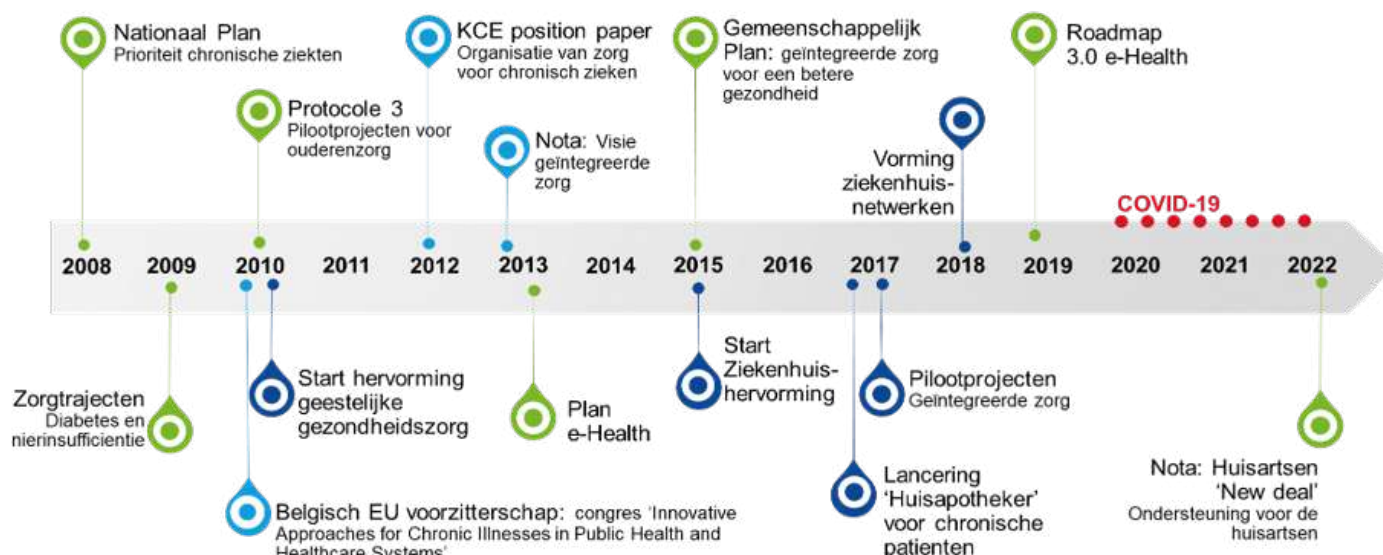 Nationaal Plan
Prioriteit chronische ziekten
Protocole 3
Pilootprojecten voor
ouderenzorg
KCE position paper
Organisatie van zorg
voor chronisch zieken
Nota: Visie
geïntegreerde
zorg
Gemeenschappelijk
Plan: geïntegreerde zorg
voor een betere
gezondheid
Vorming
ziekenhuis-
netwerken
Roadmap
3.0 e-Health
COVID-19
2008 2009 2010 2011 2012 2013 2014 2015 2016 2017 2018 2019 2020 2021 2022
Zorgtrajecten
Diabetes en
nierinsufficientie
Start hervorming
geestelijke
gezondheidszorg
Belgisch EU voorzitterschap: congres 'Innovative
Approaches for Chronic Illnesses in Public Health and
Healthcare Systems'
Plan
e-Health
Start
Ziekenhuis-
hervorming
Pilootprojecten
Geïntegreerde zorg
Lancering
'Huisapotheker'
voor chronische
patienten
Nota: Huisartsen
'New deal'
Ondersteuning voor de
huisartsen